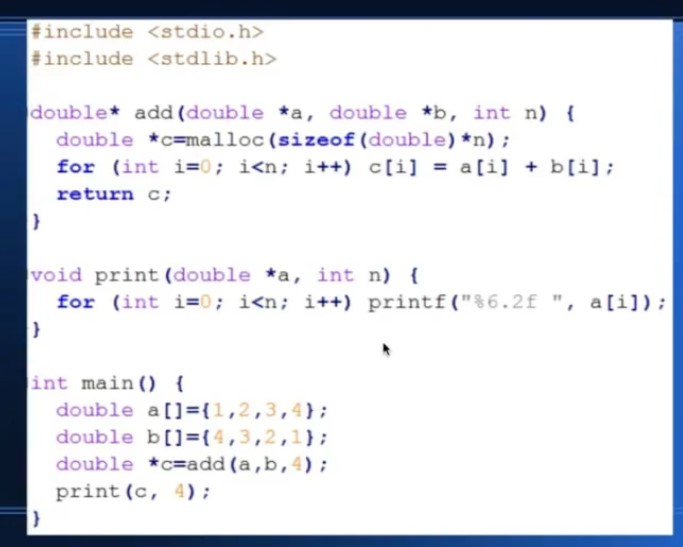 #include <stdio.h>
#include <stdlib.h>

double* add(double *a, double *b, int n) {
  double *c=malloc(sizeof(double)*n);
  for (int i=0; i<n; i++) c[i] = a[i] + b[i];
  return c;
}

void print(double *a, int n) {
  for (int i=0; i<n; i++) printf("%6.2f ", a[i]);
}

int main() {
  double a[]={1,2,3,4};
  double b[]={4,3,2,1};
  double *c=add(a,b,4);
  print(c, 4);
}